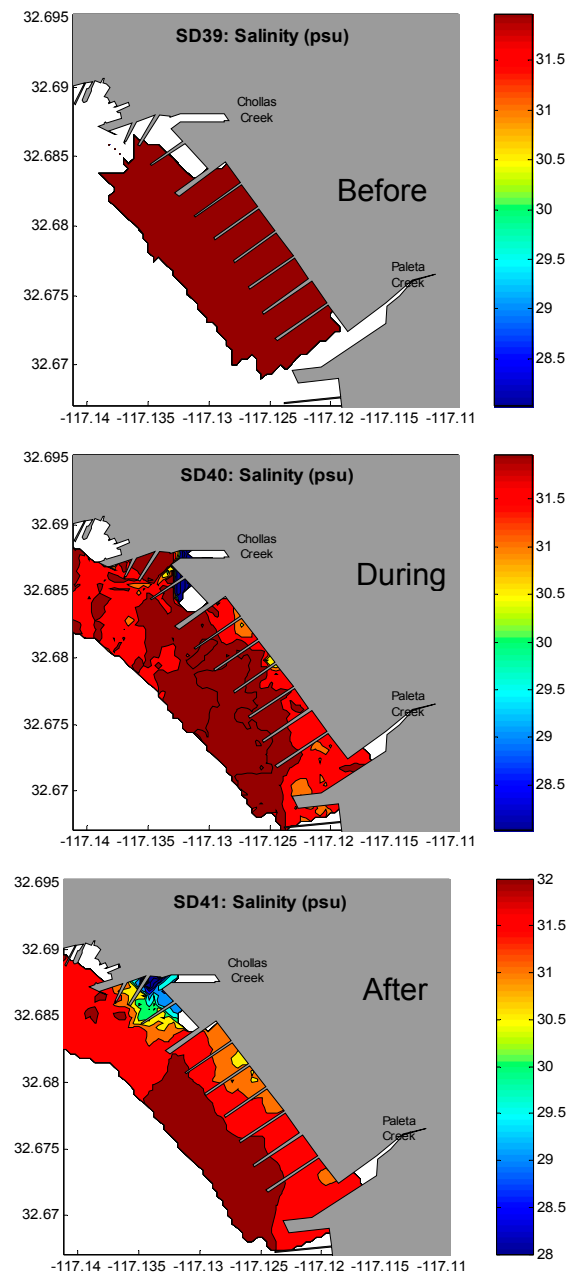 32.695
SD39: Salinity (psu)
31.5
32.69
Chollas
Creek
31
32.685
Before
30.5
32.68
30
Paleta
Creek
29.5
32.675
29
32.67
28.5
-117.14 -117.135 -117.13 -117.125 -117.12 -117.115 -117.11
32.695
SD40: Salinity (psu)
31.5
32.69
Chollas
Creek
31
32.685
During
30.5
32.68
30
Paleta
Creek
29.5
32.675
29
32.67
28.5
-117.14 -117.135 -117.13 -117.125 -117.12 -117.115 -117.11
32.695
SD41: Salinity (psu)
32
31.5
32.69
Chollas
Creek
31
After
32.685
30.5
32.68
30
Paleta
Creek
29.5
32.675
29
32.67
28.5
28
-117.14 -117.135 -117.13 -117.125 -117.12 -117.115 -117.11